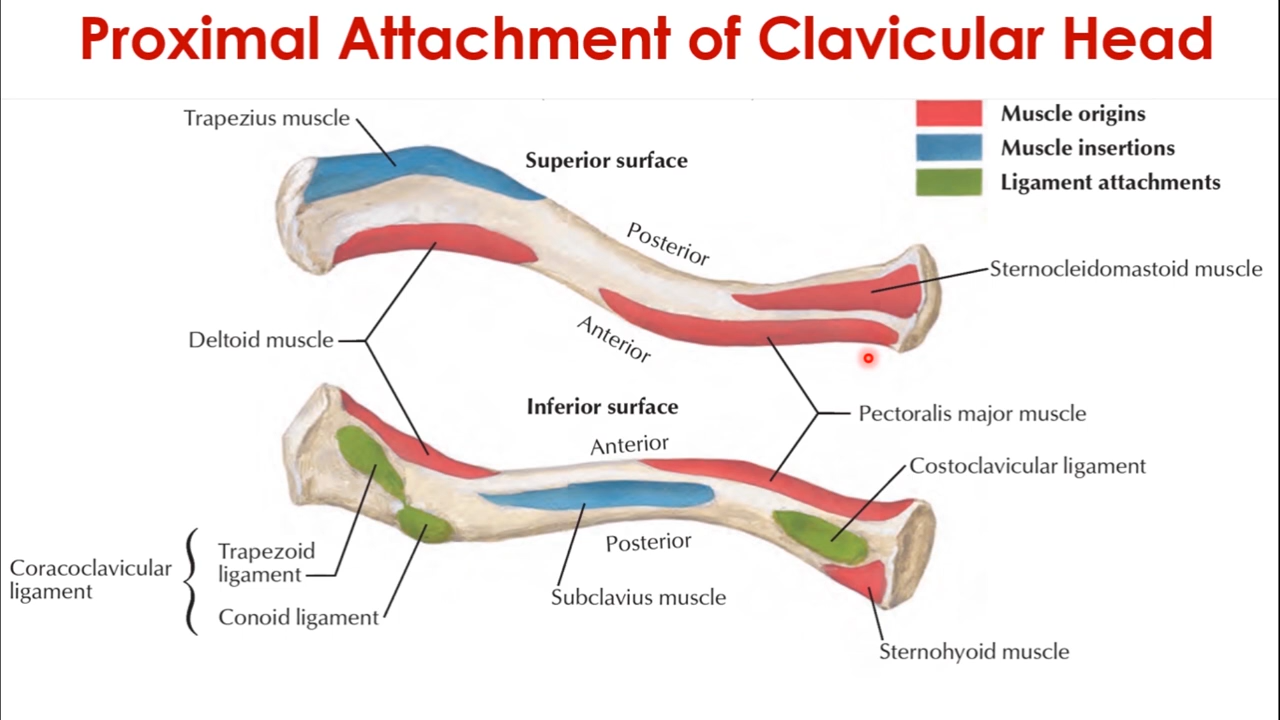 Proximal Attachment of Clavicular Head
Trapezius muscle
Superior surface
Muscle origins
Muscle insertions
Ligament attachments
Posterior
Sternocleidomastoid muscle
Anterior
Deltoid muscle
Inferior surface
Anterior
Pectoralis major muscle
Costoclavicular ligament
Posterior
Coracoclavicular
ligament
Trapezoid
ligament
Conoid ligament
Subclavius muscle
Sternohyoid muscle